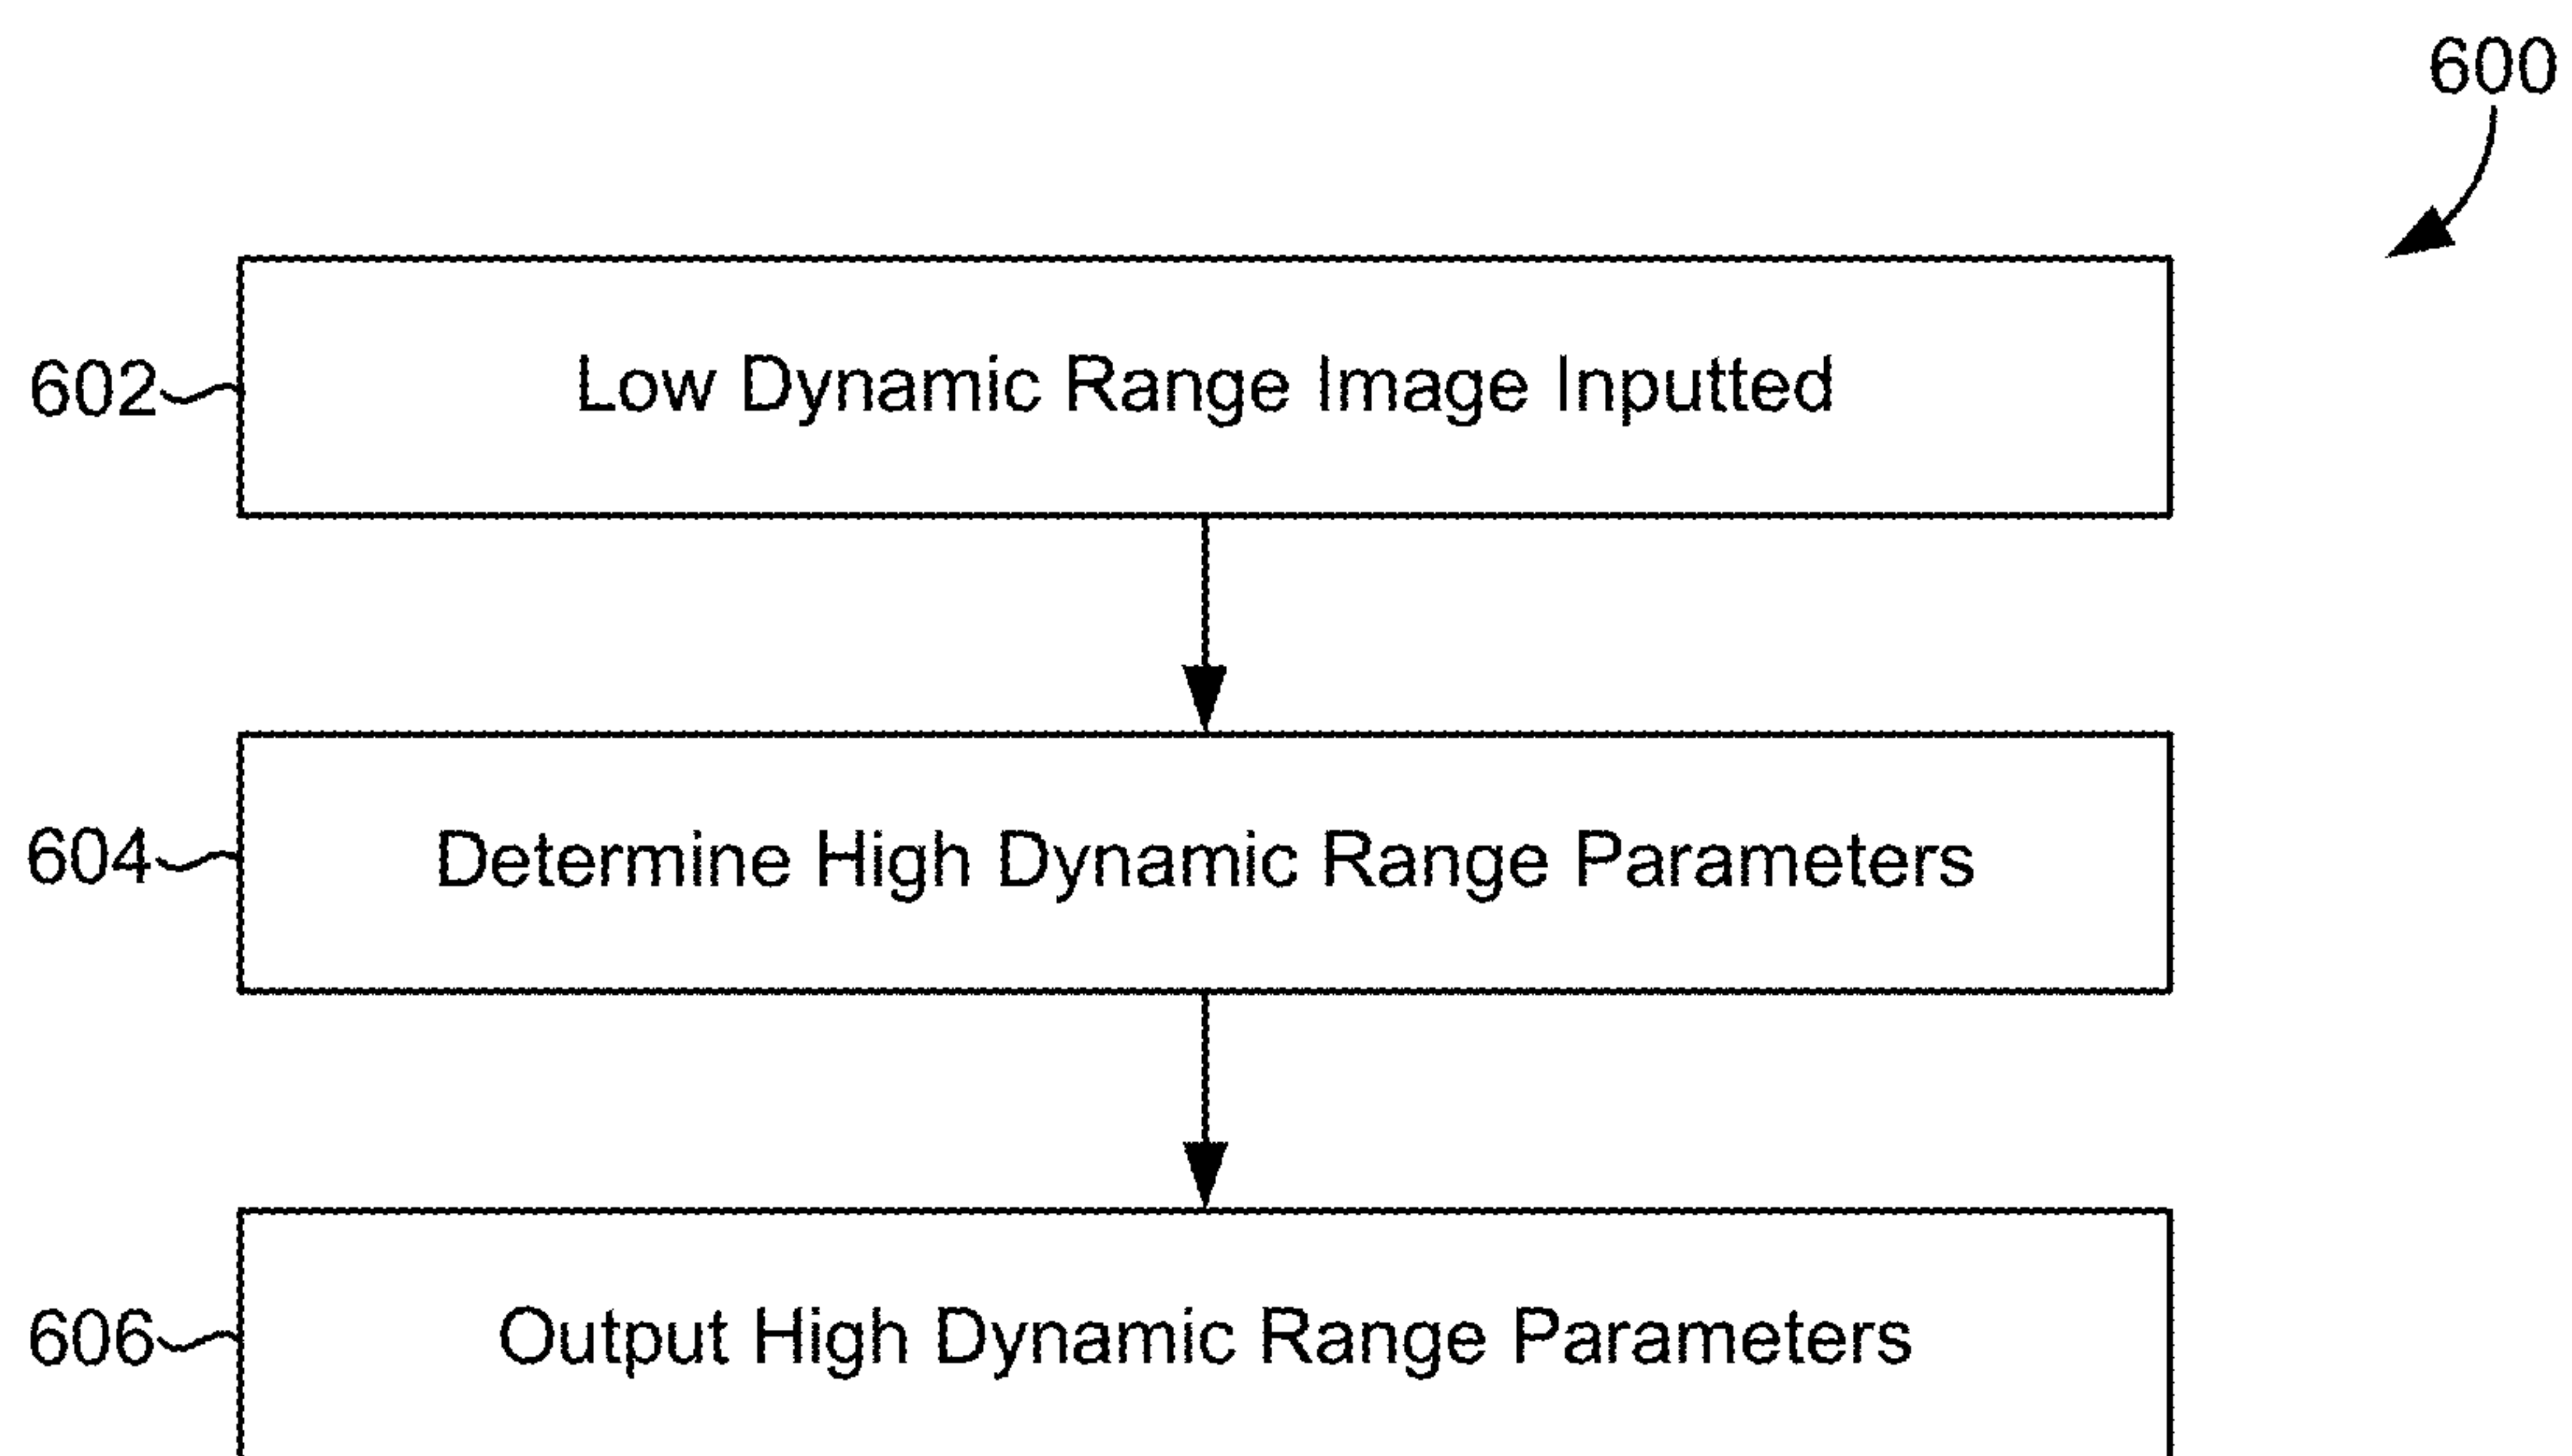 600
602 Low Dynamic Range Image Inputted
604 Determine High Dynamic Range Parameters
606 Output High Dynamic Range Parameters